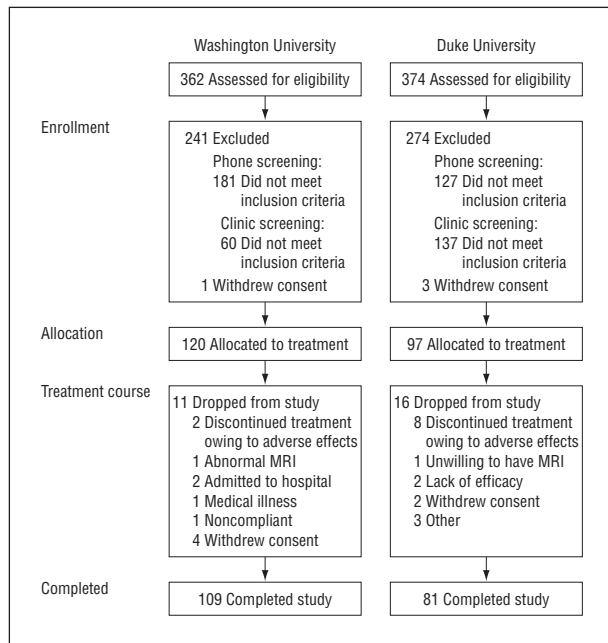 Washington University
Duke University
362 Assessed for eligibility
374 Assessed for eligibility
Enrollment
241 Excluded
Phone screening:
181 Did not meet
inclusion criteria
Clinic screening:
60 Did not meet
inclusion criteria
1 Withdrew consent
274 Excluded
Phone screening:
127 Did not meet
inclusion criteria
Clinic screening:
137 Did not meet
inclusion criteria
3 Withdrew consent
Allocation
120 Allocated to treatment
97 Allocated to treatment
Treatment course
11 Dropped from study
2 Discontinued treatment
owing to adverse effects
1 Abnormal MRI
2 Admitted to hospital
1 Medical illness
1 Noncompliant
4 Withdrew consent
16 Dropped from study
8 Discontinued treatment
owing to adverse effects
1 Unwilling to have MRI
2 Lack of efficacy
2 Withdrew consent
3 Other
Completed
109 Completed study
81 Completed study